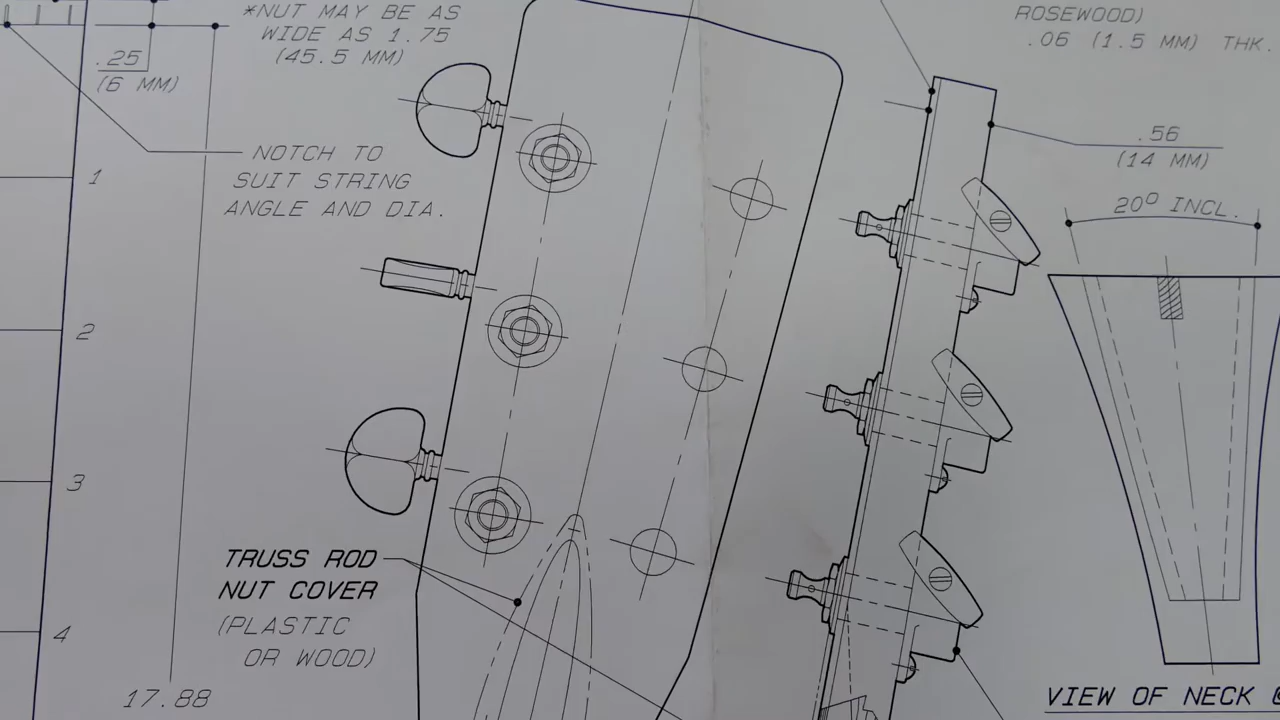 *NUT MAY BE AS
WIDE AS 1.75
(45.5 MM)
ROSEWOOD)
.06 (1.5 MM) THK.
.25
(6 MM)
.56
(14 MM)
NOTCH TO
SUIT STRING
ANGLE AND DIA.
1
20° INCL.
2
3
TRUSS ROD
NUT COVER
(PLASTIC
OR WOOD)
4
17.88
VIEW OF NECK